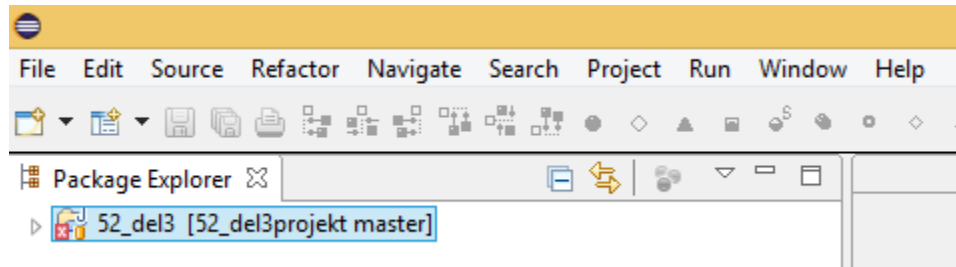 File Edit Source Refactor Navigate Search Project Run Window Help
S
Package Explorer
52_del3 [52_del3projekt master]